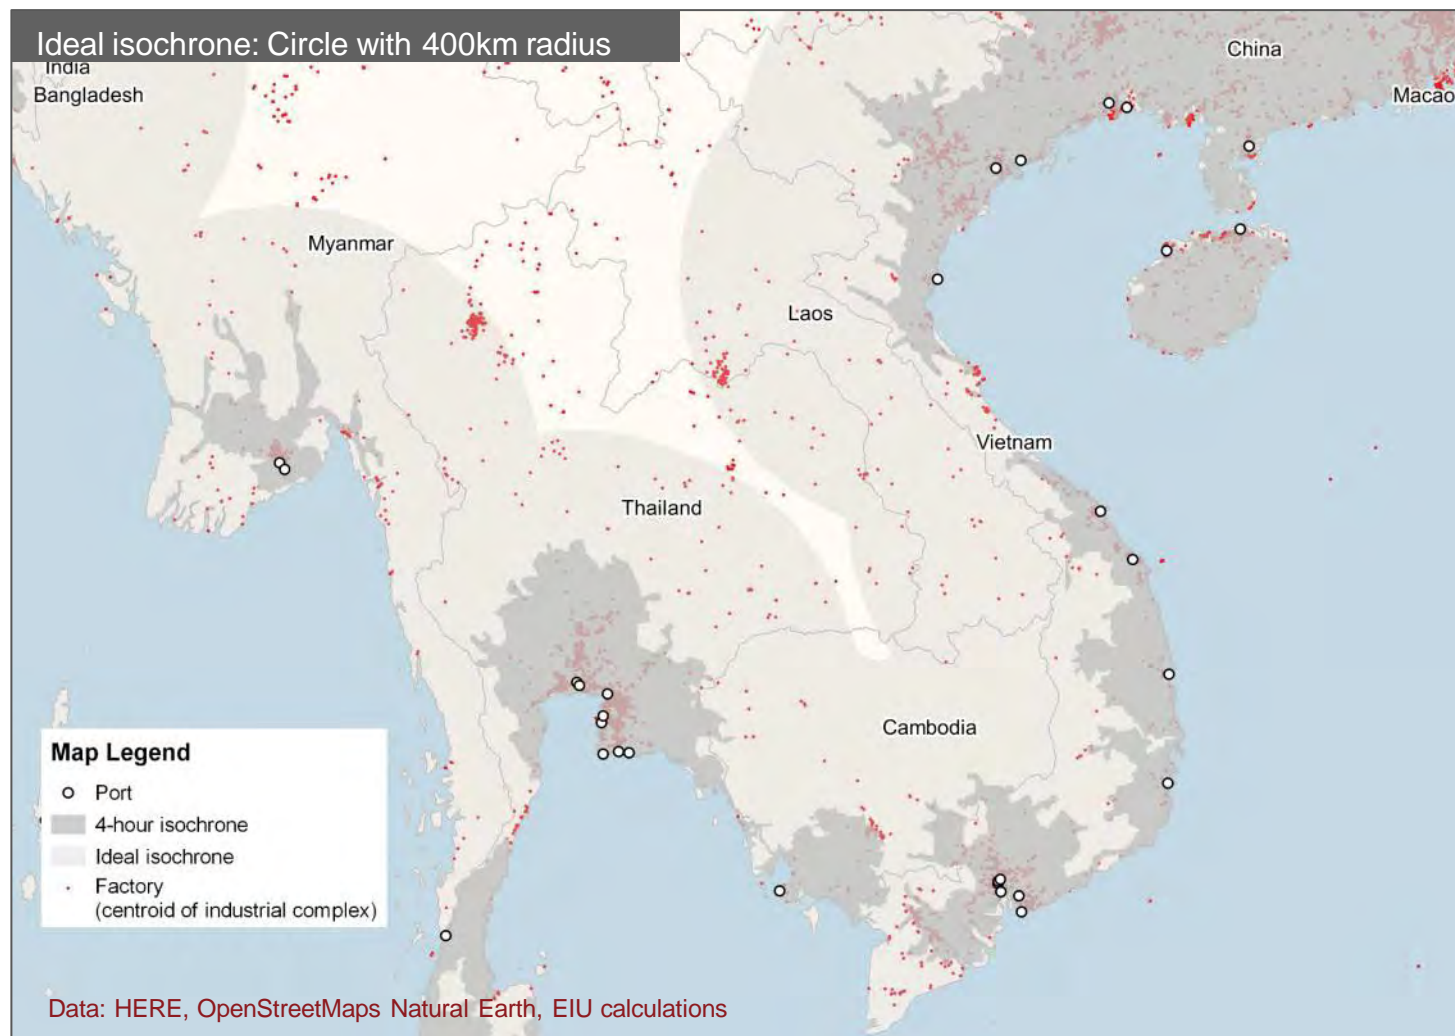 Ideal isochrone: Circle with 400km radius
India
Bangladesh
China
Macao
Myanmar
Laos
Vietnam
Thailand
Cambodia
Map Legend
Port
4-hour isochrone
Ideal isochrone
Factory
(centroid of industrial complex)
Data: HERE, OpenStreetMaps Natural Earth, EIU calculations